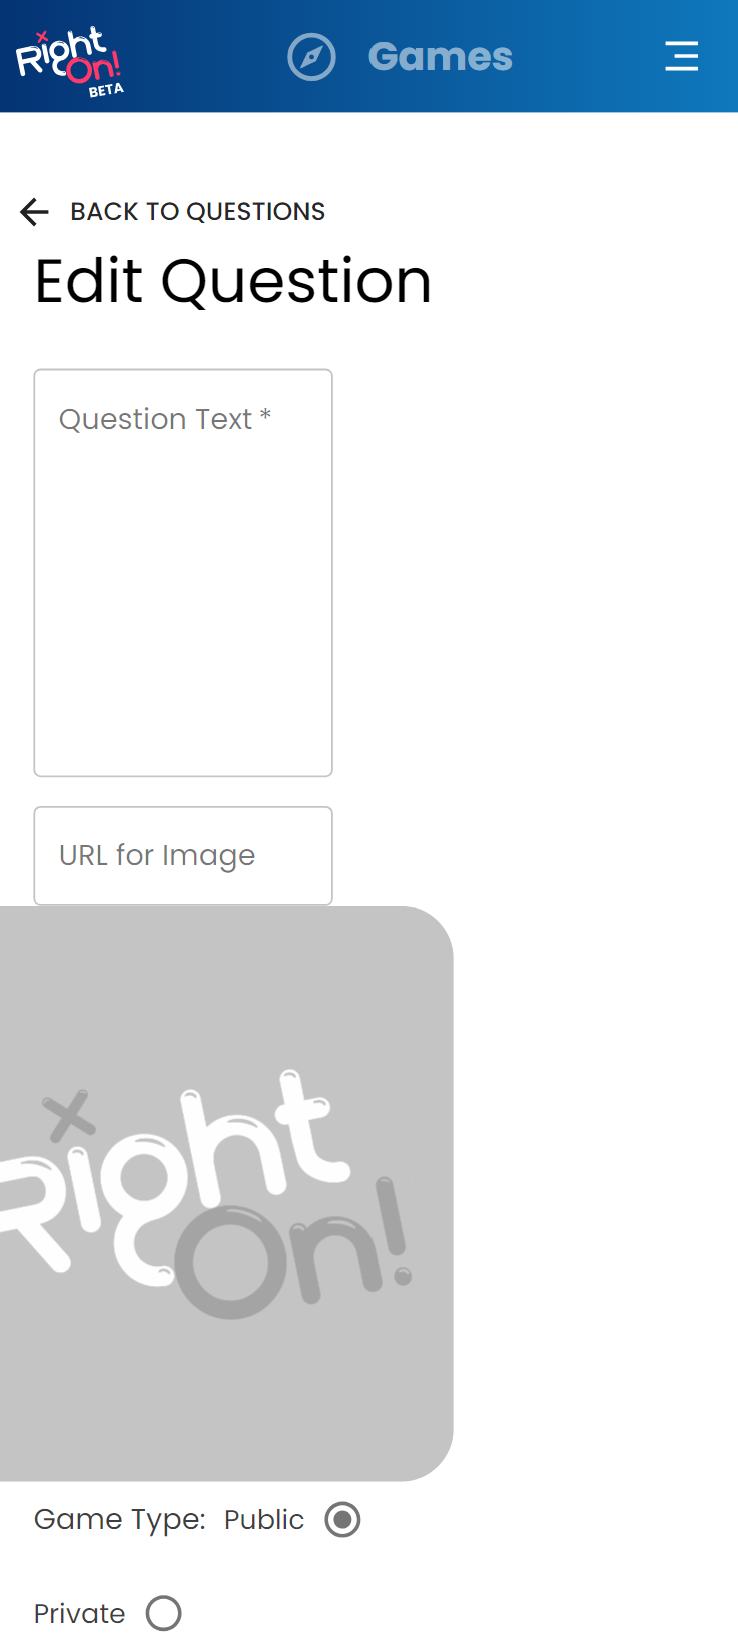 Right On!
BETA
Games
BACK TO QUESTIONS
Edit Question
Question Text *
URL for Image
Right
On!
Game Type: Public
Private